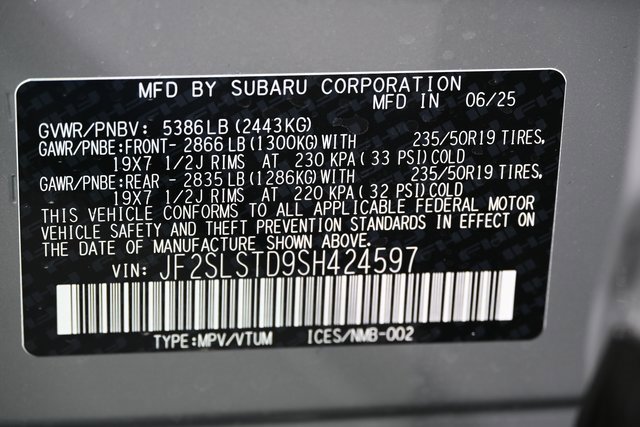 MFD BY SUBARU CORPORATION
MFD IN 06/25
GVWR/PNBV: 5386LB(2443KG)
GAWR/PNBE:FRONT- 2866LB(1300KG)WITH 235/50R19 TIRES,
19X7 1/2J RIMS AT 230 KPA(33 PSI)COLD
GAWR/PNBE:REAR - 2835LB(1286KG)WITH 235/50R19 TIRES,
19X7 1/2J RIMS AT 220 KPA(32 PSI)COLD
THIS VEHICLE CONFORMS TO ALL APPLICABLE FEDERAL MOTOR
VEHICLE SAFETY AND THEFT PREVENTION STANDARDS IN EFFECT ON
THE DATE OF MANUFACTURE SHOWN ABOVE.
VIN: JF2SLSTD9SH424597
TYPE:MPV/VTUM ICES/NMB-002